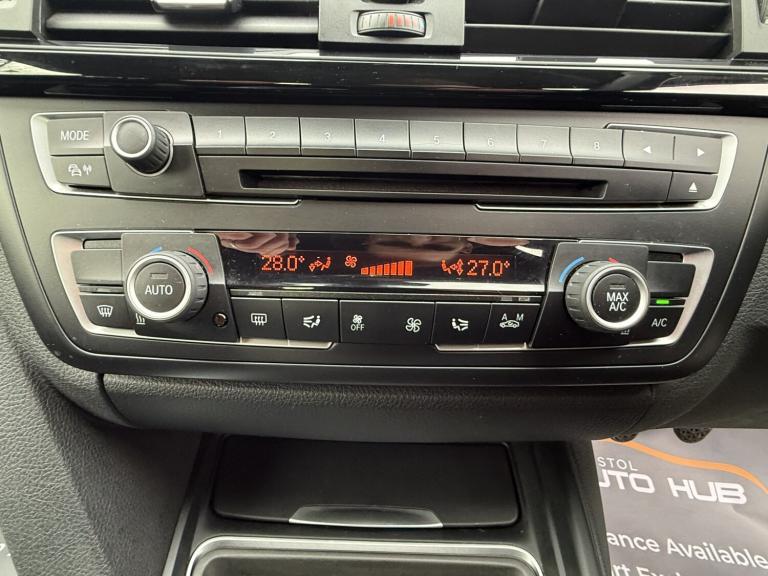 MODE 1 2 3 4 5 6 7 8
28.0° 27.0°
AUTO
MAX
A/C
OFF
A M
A/C
STOL
UTO HUB
ance Available